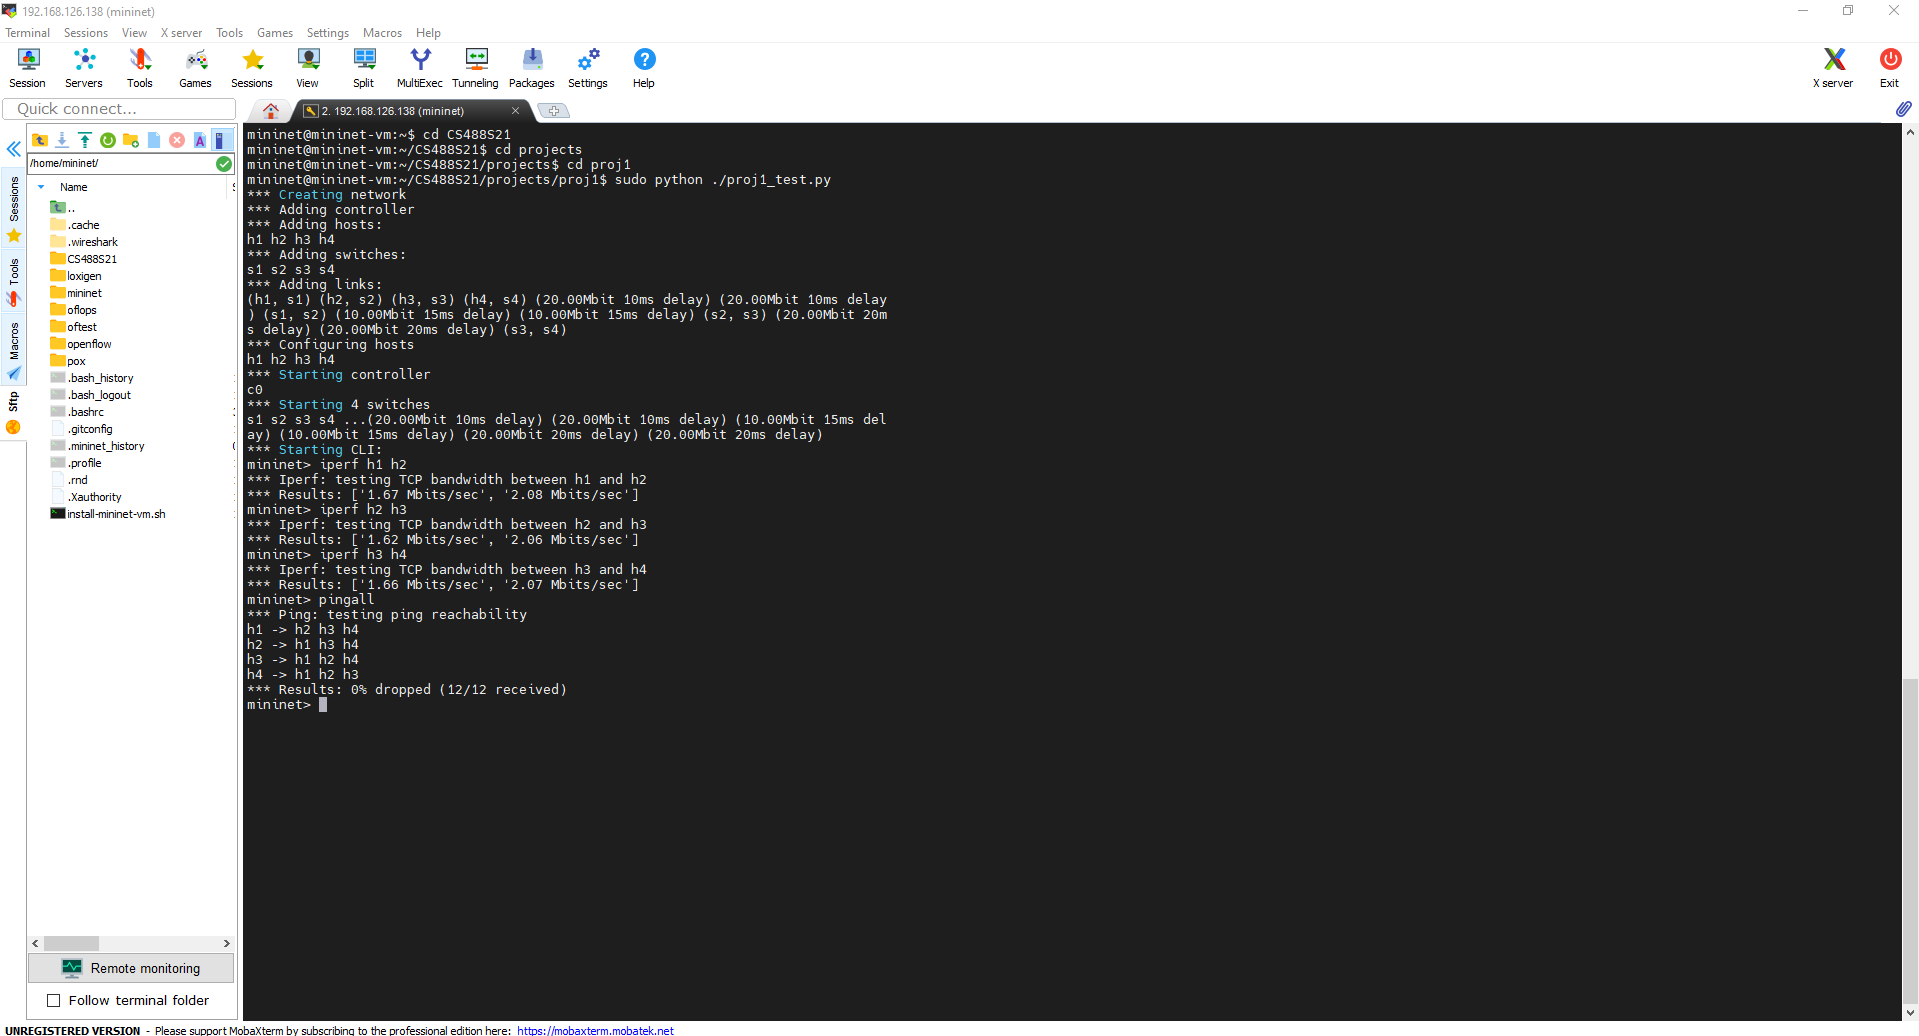 192.168.126.138 (mininet)
Terminal Sessions View X server Tools Games Settings Macros Help
Session Servers Tools Games Sessions View Split MultiExec Tunneling Packages Settings Help X server Exit
Quick connect...
2. 192.168.126.138 (mininet)
/home/mininet/
Name
..
.cache
.wireshark
CS488S21
loxigen
mininet
oflops
oftest
openflow
pox
.bash_history
.bash_logout
.bashrc
.gitconfig
.mininet_history
.profile
.rnd
.Xauthority
install-mininet-vm.sh
Sessions
Tools
Macros
Sftp
Remote monitoring
Follow terminal folder
mininet@mininet-vm:~$ cd CS488S21
mininet@mininet-vm:~/CS488S21$ cd projects
mininet@mininet-vm:~/CS488S21/projects$ cd proj1
mininet@mininet-vm:~/CS488S21/projects/proj1$ sudo python ./proj1_test.py
*** Creating network
*** Adding controller
*** Adding hosts:
h1 h2 h3 h4
*** Adding switches:
s1 s2 s3 s4
*** Adding links:
(h1, s1) (h2, s2) (h3, s3) (h4, s4) (20.00Mbit 10ms delay) (20.00Mbit 10ms delay
) (s1, s2) (10.00Mbit 15ms delay) (10.00Mbit 15ms delay) (s2, s3) (20.00Mbit 20m
s delay) (20.00Mbit 20ms delay) (s3, s4)
*** Configuring hosts
h1 h2 h3 h4
*** Starting controller
c0
*** Starting 4 switches
s1 s2 s3 s4 ...(20.00Mbit 10ms delay) (20.00Mbit 10ms delay) (10.00Mbit 15ms del
ay) (10.00Mbit 15ms delay) (20.00Mbit 20ms delay) (20.00Mbit 20ms delay)
*** Starting CLI:
mininet> iperf h1 h2
*** Iperf: testing TCP bandwidth between h1 and h2
*** Results: ['1.67 Mbits/sec', '2.08 Mbits/sec']
mininet> iperf h2 h3
*** Iperf: testing TCP bandwidth between h2 and h3
*** Results: ['1.62 Mbits/sec', '2.06 Mbits/sec']
mininet> iperf h3 h4
*** Iperf: testing TCP bandwidth between h3 and h4
*** Results: ['1.66 Mbits/sec', '2.07 Mbits/sec']
mininet> pingall
*** Ping: testing ping reachability
h1 -> h2 h3 h4
h2 -> h1 h3 h4
h3 -> h1 h2 h4
h4 -> h1 h2 h3
*** Results: 0% dropped (12/12 received)
mininet>
UNREGISTERED VERSION - Please support MobaXterm by subscribing to the professional edition here: https://mobaxterm.mobatek.net